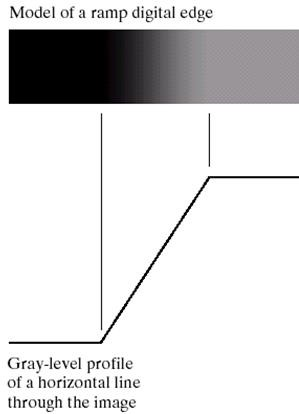 Model of a ramp digital edge
Gray-level profile
of a horizontal line
through the image